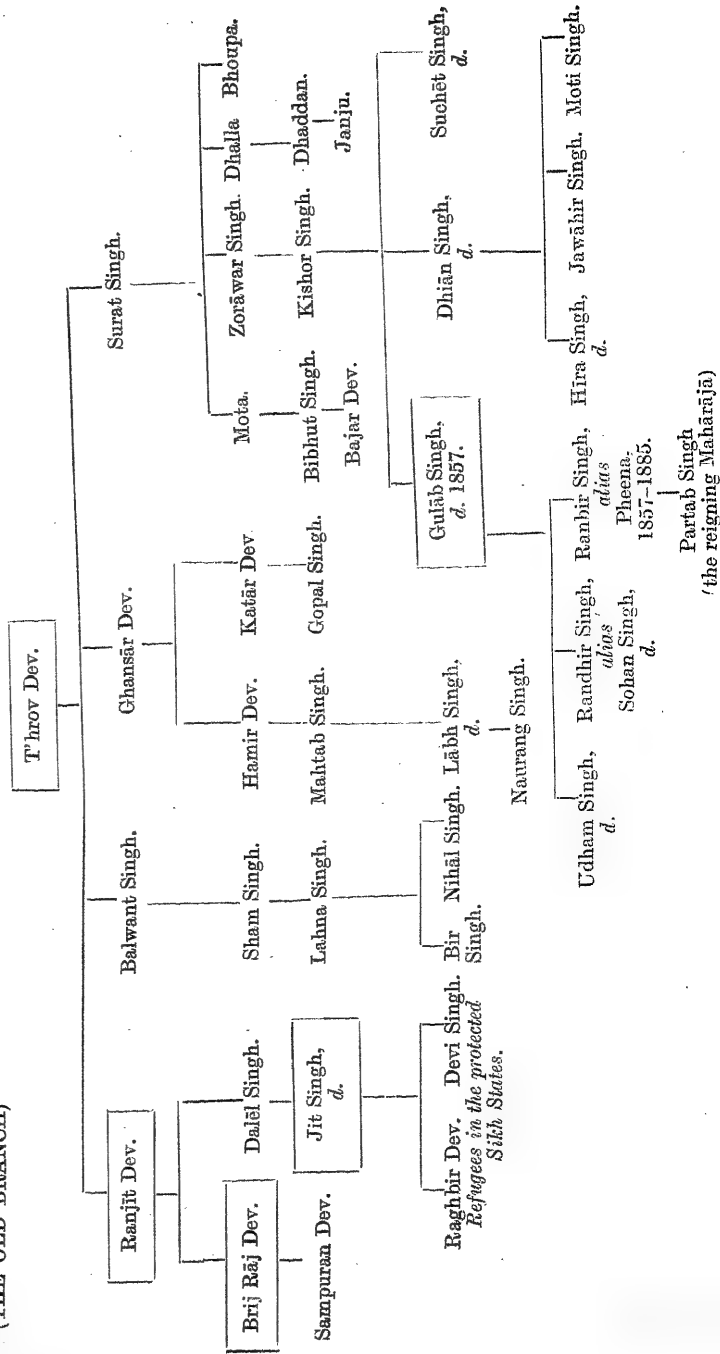 (THE OLD BRANCH)
T'hrov Dev.
Ranjīt Dev. Balwant Singh. Ghansār Dev. Surat Singh.
Brij Rāj Dev. Dalēl Singh. Sham Singh. Hamir Dev. Katār Dev. Mota. Zorāwar Singh. Dhalla Bhoupa.
Sampuran Dev. Jit Singh, Lahna Singh. Mahtab Singh. Gopal Singh. Bibhut Singh. Kishor Singh. Dhaddan.
d.
Bajar Dev. Janju.
Raghbir Dev. Devi Singh. Bir Nihāl Singh. Lābh Singh, Gulāb Singh, Dhiān Singh, Suchēt Singh,
Refugees in the protected Singh. d. d. 1857. d. d.
Sikh States.
Naurang Singh.
Udham Singh, Randhir Singh, Ranbir Singh, Hīra Singh, Jawāhir Singh. Moti Singh.
d. alias alias d.
Sohan Singh, Pheena,
d. 1857–1885.
Partab Singh
(the reigning Mahārājā)